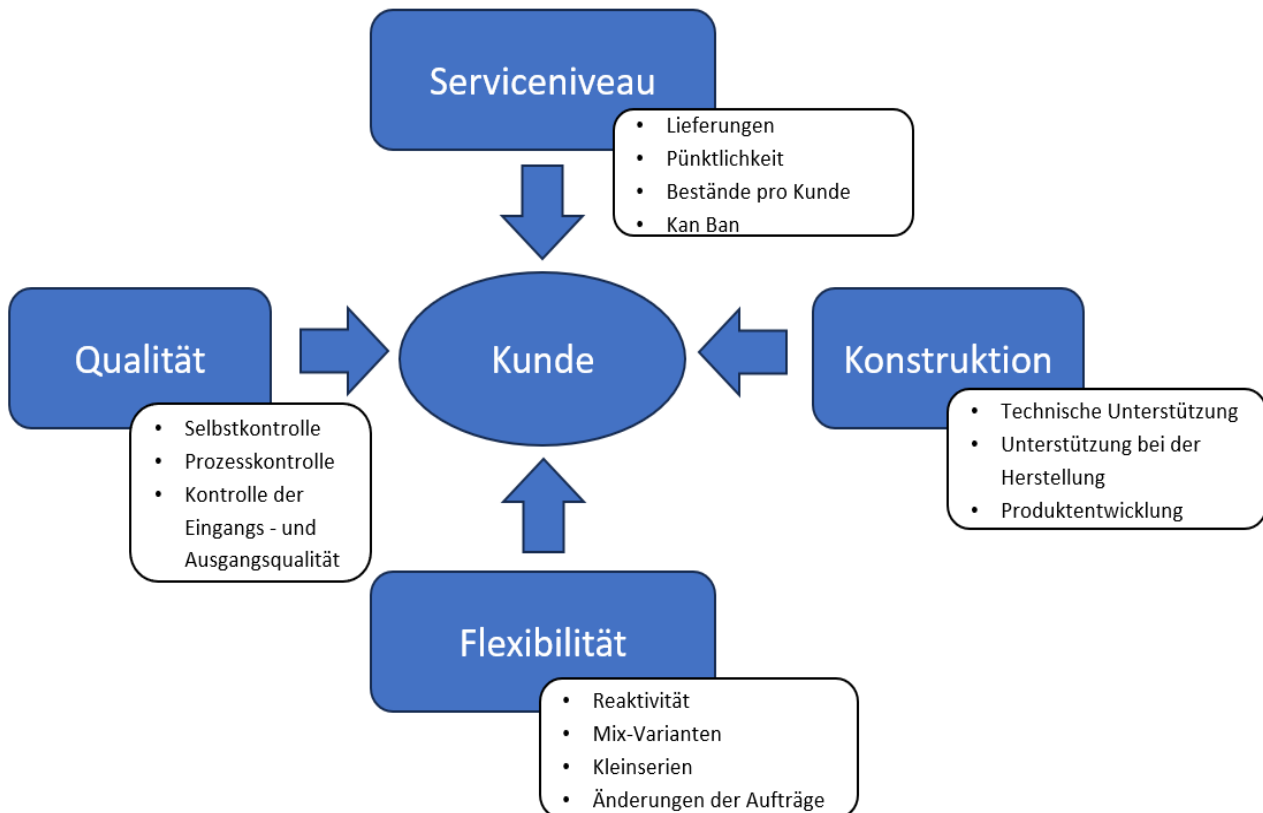 Serviceniveau
• Lieferungen
• Pünktlichkeit
• Bestände pro Kunde
• Kan Ban
Qualität
• Selbstkontrolle
• Prozesskontrolle
• Kontrolle der
Eingangs - und
Ausgangsqualität
Kunde
Konstruktion
• Technische Unterstützung
• Unterstützung bei der
Herstellung
• Produktentwicklung
Flexibilität
• Reaktivität
• Mix-Varianten
• Kleinserien
• Änderungen der Aufträge